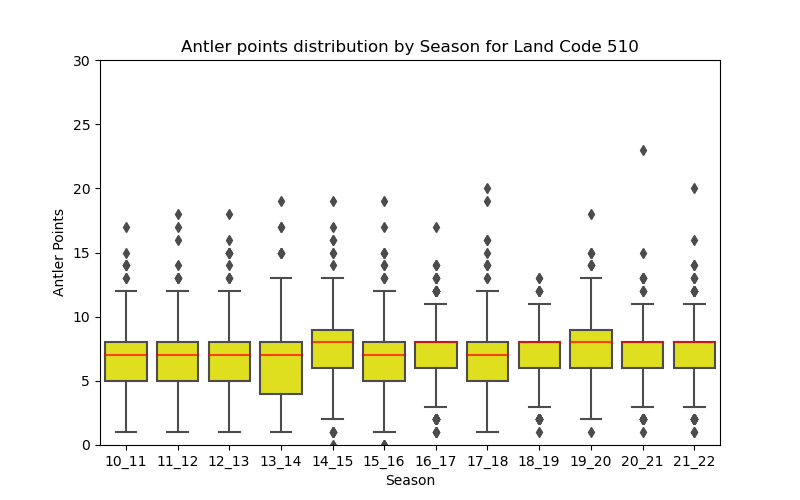 Antler points distribution by Season for Land Code 510
30
25
20
15
10
5
0
Antler Points
10_11 11_12 12_13 13_14 14_15 15_16 16_17 17_18 18_19 19_20 20_21 21_22
Season